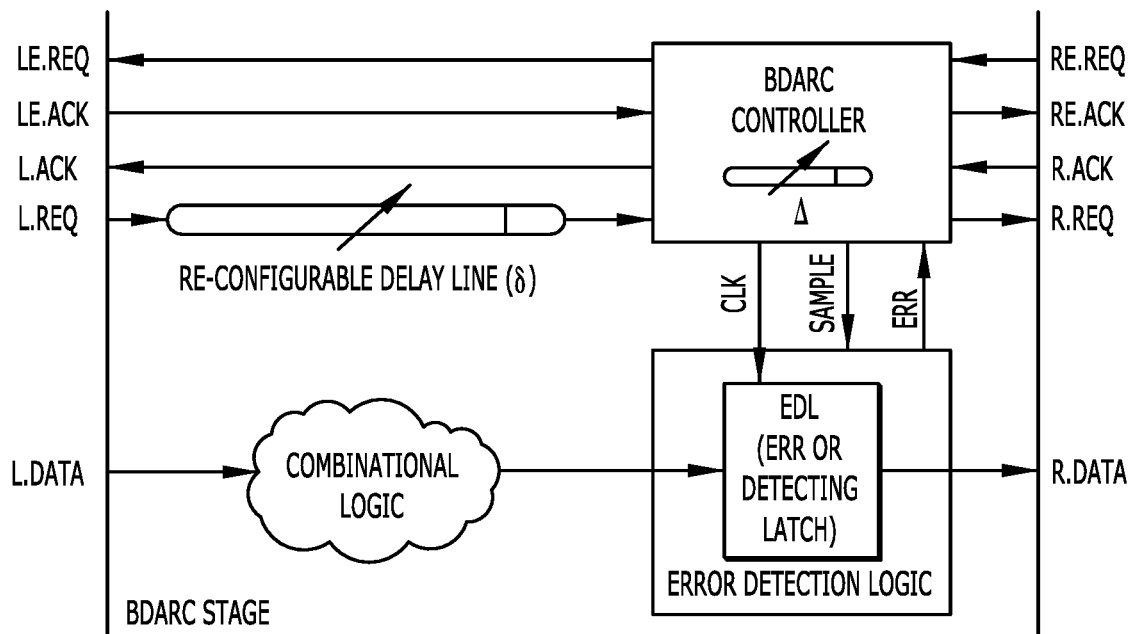 LE.REQ
LE.ACK
L.ACK
L.REQ
RE-CONFIGURABLE DELAY LINE (δ)
BDARC
CONTROLLER
Δ
RE.REQ
RE.ACK
R.ACK
R.REQ
CLK
SAMPLE
ERR
L.DATA
COMBINATIONAL
LOGIC
EDL
(ERR OR
DETECTING
LATCH)
R.DATA
ERROR DETECTION LOGIC
BDARC STAGE